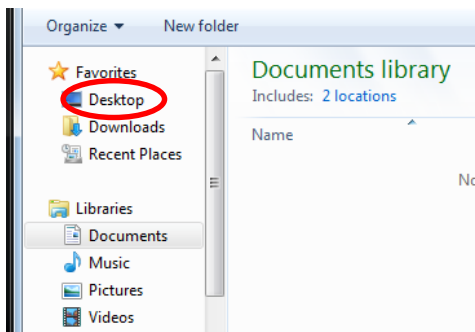 Organize New folder
Favorites
Desktop
Downloads
Recent Places
Libraries
Documents
Music
Pictures
Videos
Documents library
Includes: 2 locations
Name